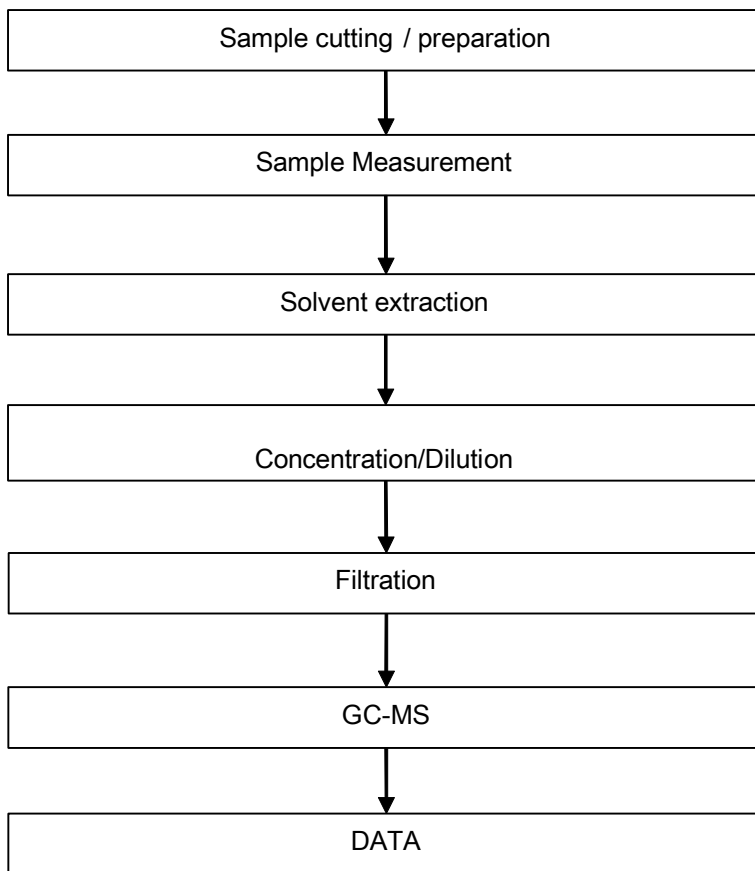 Sample cutting / preparation
Sample Measurement
Solvent extraction
Concentration/Dilution
Filtration
GC-MS
DATA